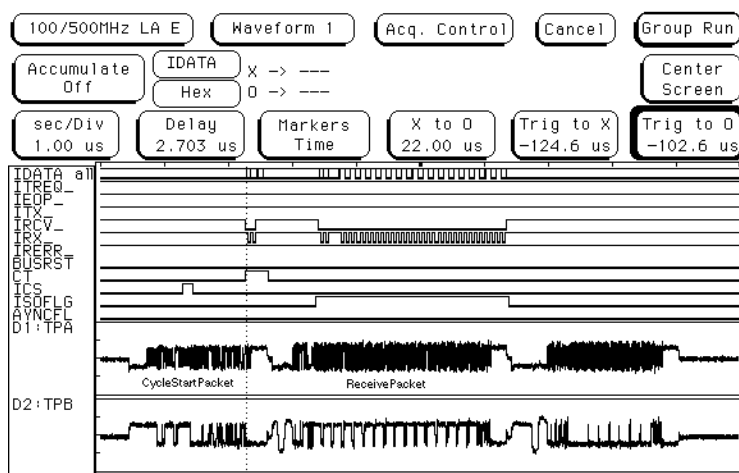 100/500MHz LA E Waveform 1 Acq. Control Cancel Group Run
Accumulate Off IDATA X -> --- Center Screen
Hex O -> ---
sec/Div 1.00 us Delay 2.703 us Markers Time X to O 22.00 us Trig to X -124.6 us Trig to O -102.6 us
IDATA all
ITREQ_
IEOP_
ITX_
IRCV_
IRX_
IRERR_
BUSRST
CT
ICS
ISOFLG
AYNCFL
D1:TPA
CycleStartPacket ReceivePacket
D2:TPB